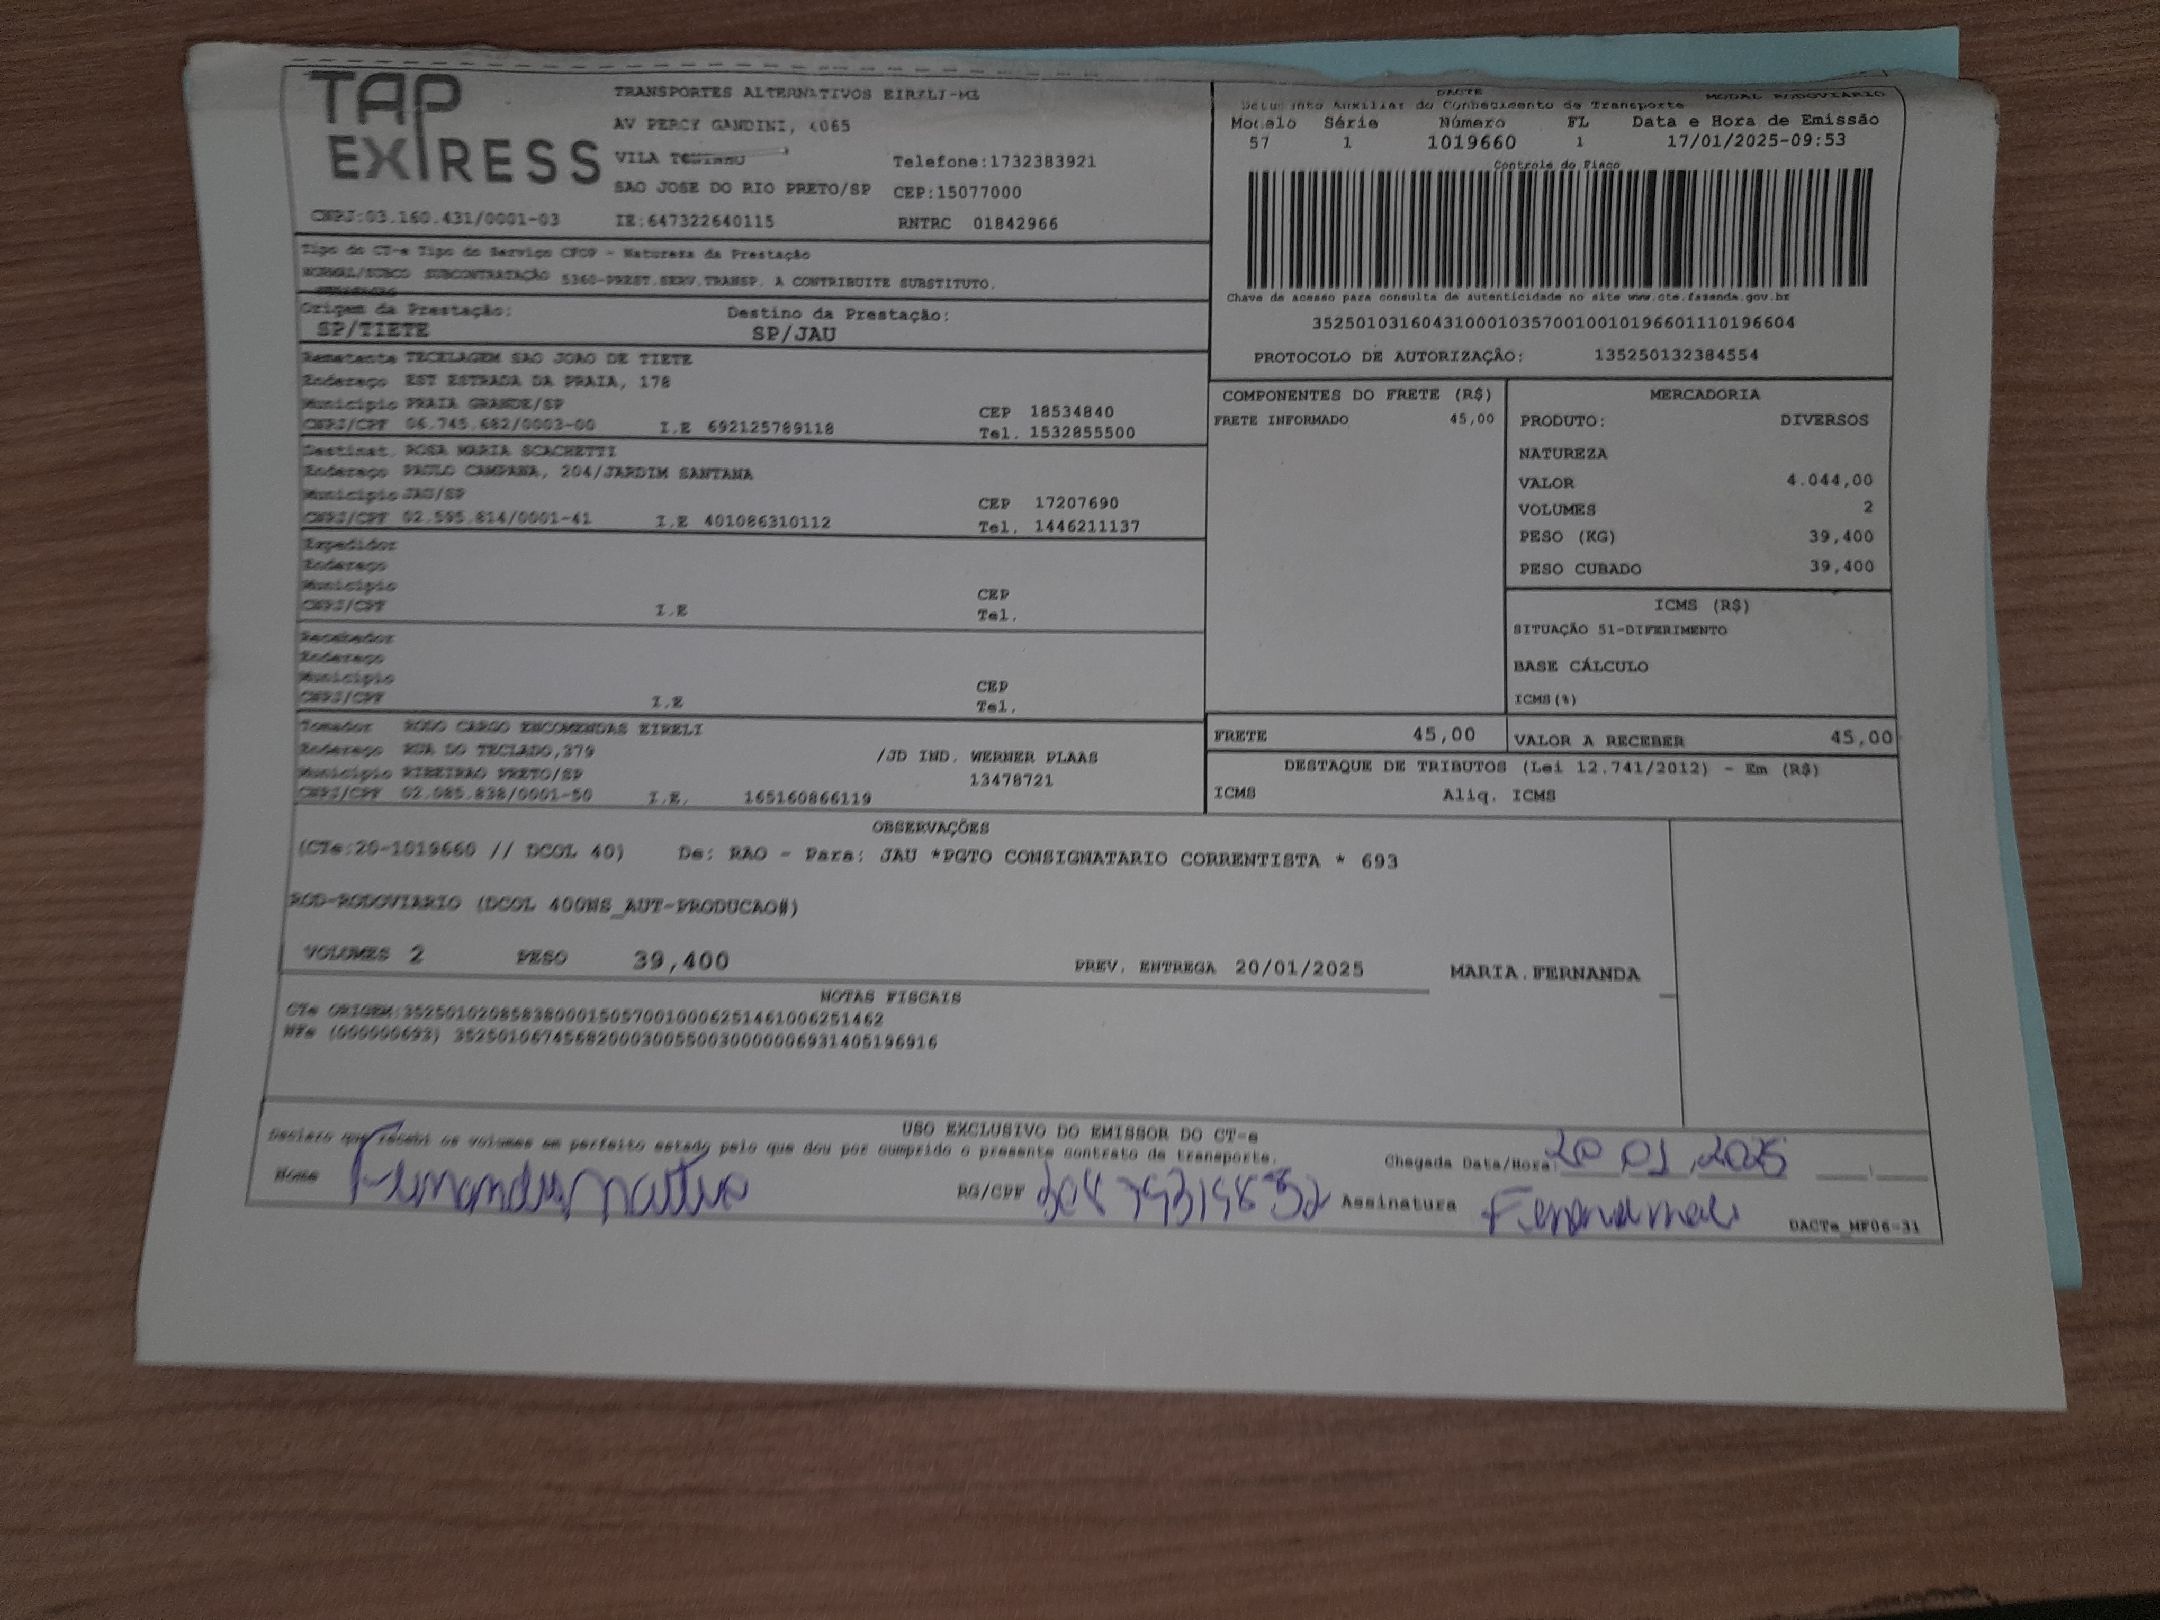 TAP EXPRESS
TRANSPORTES ALTERNATIVOS EIRELI-ME
AV PERCY GANDINI,
VILA
Telefone:1732383921
SAO JOSE DO RIO PRETO/SP CEP:15077000
CNPJ:03.160.431/0001-03 IE:647322640115 RNTRC 01842966
DACTE MODAL RODOVIÁRIO
Documento Auxiliar do Conhecimento de Transporte
Modelo Série Número FL Data e Hora de Emissão
57 1 1019660 1 17/01/2025-09:53
Controle do Fisco
Chave de acesso para consulta de autenticidade no site www.cte.fazenda.gov.br
35250103160431000103570010010196601110196604
PROTOCOLO DE AUTORIZAÇÃO: 135250132384554
Tipo do CT-e Tipo do Serviço CFOP - Natureza da Prestação
NORMAL/SUBCO SUBCONTRATAÇÃO 5360-PREST.SERV.TRANSP. A CONTRIBUITE SUBSTITUTO.
Origem da Prestação: Destino da Prestação:
SP/TIETE SP/JAU
Remetente TECELAGEM SAO JOAO DE TIETE
Endereço EST ESTRADA DA PRAIA, 178
Município PRAIA GRANDE/SP CEP 18534840
CNPJ/CPF 06.745.682/0003-00 I.E 692125789118 Tel. 1532855500
Destinat. ROSA MARIA SCACHETTI
Endereço PAULO CAMPANA, 204/JARDIM SANTANA
Município JAU/SP CEP 17207690
CNPJ/CPF 02.595.814/0001-41 I.E 401086310112 Tel. 1446211137
Expedidor
Endereço
Município CEP
CNPJ/CPF I.E Tel.
Recebedor
Endereço
Município CEP
CNPJ/CPF I.E Tel.
Tomador RODO CARGO ENCOMENDAS EIRELI
Endereço RUA DO TECLADO,279 /JD IND. WERNER PLAAS
Município RIBEIRAO PRETO/SP 13478721
CNPJ/CPF 02.085.838/0001-50 I.E. 165160866119
COMPONENTES DO FRETE (R$)
FRETE INFORMADO 45,00
MERCADORIA
PRODUTO: DIVERSOS
NATUREZA
VALOR 4.044,00
VOLUMES 2
PESO (KG) 39,400
PESO CUBADO 39,400
ICMS (R$)
SITUAÇÃO 51-DIFERIMENTO
BASE CÁLCULO
ICMS(%)
FRETE 45,00 VALOR A RECEBER 45,00
DESTAQUE DE TRIBUTOS (Lei 12.741/2012) - Em (R$)
ICMS Aliq. ICMS
OBSERVAÇÕES
(CTe:20-1019660 // DCOL 40) De: RAO - Para: JAU *PGTO CONSIGNATARIO CORRENTISTA * 693
ROD-RODOVIARIO (DCOL 400NS_AUT-PRODUCAO#)
VOLUMES 2 PESO 39,400 PREV. ENTREGA 20/01/2025 MARIA.FERNANDA
NOTAS FISCAIS
CTe ORIGEM:35250102085838000150570010006251461006251462
NFe (000000693) 35250106745682000300550030000006931405196916
USO EXCLUSIVO DO EMISSOR DO CT-e
Declaro que recebi os volumes em perfeito estado pelo que dou por cumprido o presente contrato de transporte. Chegada Data/Hora: 20 01 2025
Nome RG/CPF Assinatura
DACTe_MF06-31